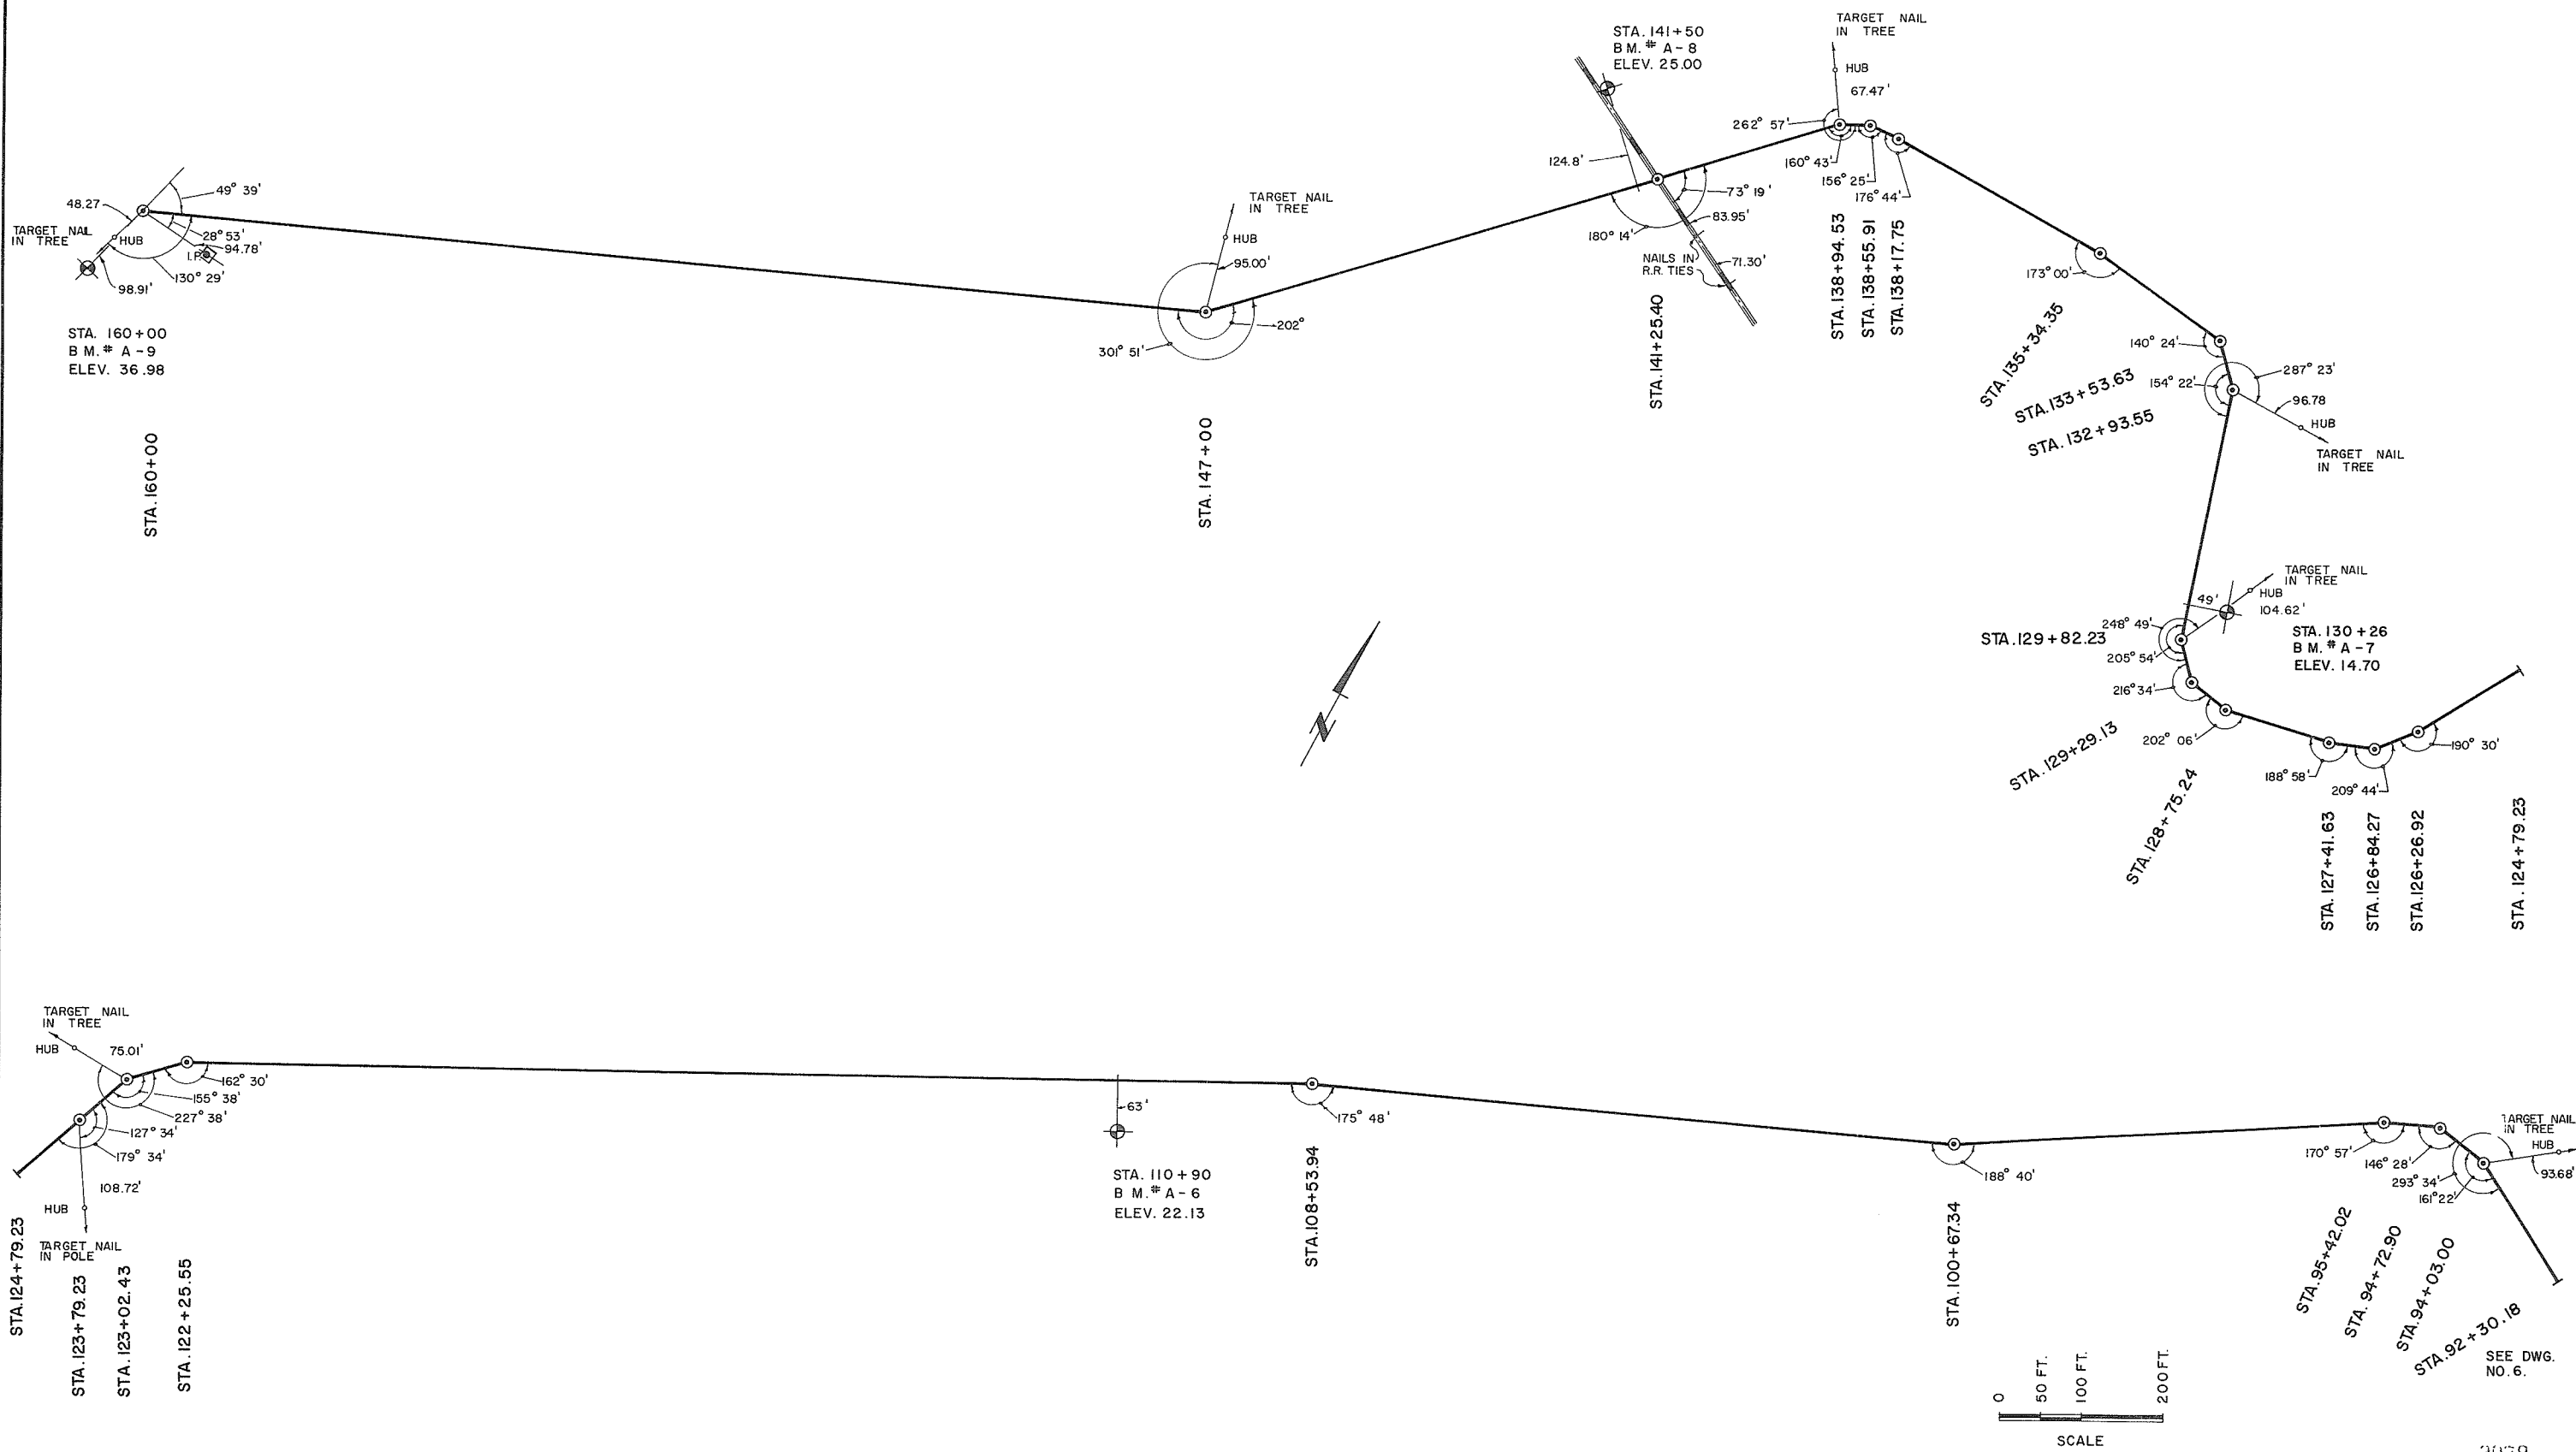 STA. 141+50
B M. # A-8
ELEV. 25.00
TARGET NAIL
IN TREE
HUB
67.47'
262° 57'
160° 43'
156° 25'
176° 44'
124.8'
73° 19'
83.95'
180° 14'
NAILS IN
R.R. TIES
71.30'
49° 39'
48.27
TARGET NAIL
IN TREE
HUB
28° 53'
94.78'
I.P.
130° 29'
98.91'
STA. 160+00
B M. # A-9
ELEV. 36.98
STA. 160+00
TARGET NAIL
IN TREE
HUB
95.00'
202°
301° 51'
STA. 147+00
STA. 141+25.40
STA. 138+94.53
STA. 138+55.91
STA. 138+17.75
173° 00'
STA. 135+34.35
140° 24'
STA. 133+53.63
154° 22'
287° 23'
96.78
HUB
STA. 132+93.55
TARGET NAIL
IN TREE
TARGET NAIL
IN TREE
HUB
49'
104.62'
248° 49'
STA. 129+82.23
205° 54'
STA. 130+26
B M. # A-7
ELEV. 14.70
216° 34'
STA. 129+29.13
202° 06'
STA. 128+75.24
188° 58'
209° 44'
190° 30'
STA. 127+41.63
STA. 126+84.27
STA. 126+26.92
STA. 124+79.23
N
TARGET NAIL
IN TREE
HUB
75.01'
162° 30'
155° 38'
227° 38'
127° 34'
179° 34'
108.72'
HUB
TARGET NAIL
IN POLE
STA. 124+79.23
STA. 123+79.23
STA. 123+02.43
STA. 122+25.55
63'
STA. 110+90
B M. # A-6
ELEV. 22.13
175° 48'
STA. 108+53.94
188° 40'
STA. 100+67.34
170° 57'
146° 28'
293° 34'
161° 22'
TARGET NAIL
IN TREE
HUB
93.68'
STA. 95+42.02
STA. 94+72.90
STA. 94+03.00
STA. 92+30.18
SEE DWG.
NO. 6.
0
50 FT.
100 FT.
200 FT.
SCALE